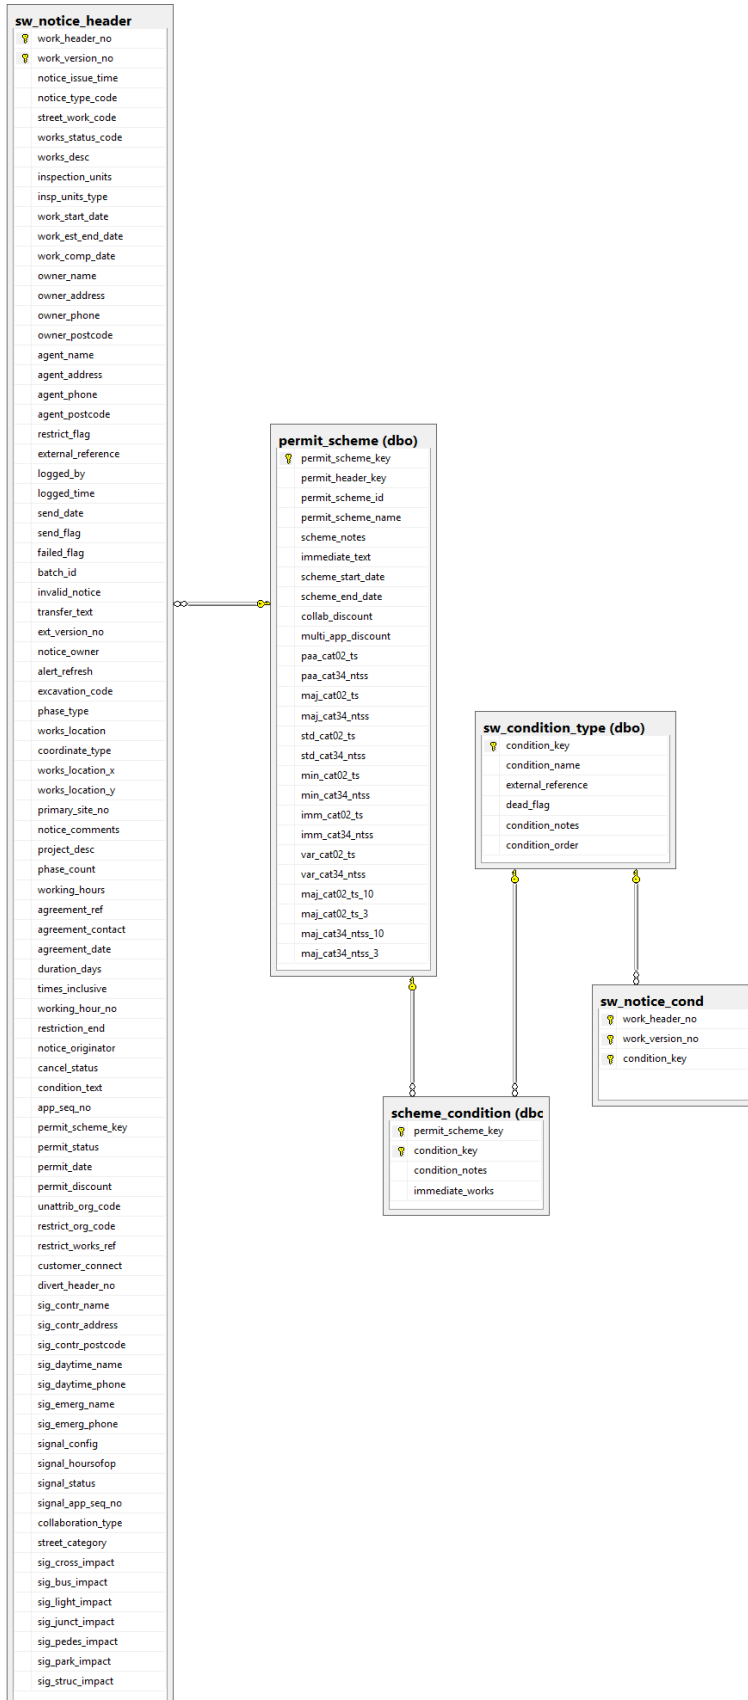 sw_notice_header
work_header_no
work_version_no
notice_issue_time
notice_type_code
street_work_code
works_status_code
works_desc
inspection_units
insp_units_type
work_start_date
work_est_end_date
work_comp_date
owner_name
owner_address
owner_phone
owner_postcode
agent_name
agent_address
agent_phone
agent_postcode
restrict_flag
external_reference
logged_by
logged_time
send_date
send_flag
failed_flag
batch_id
invalid_notice
transfer_text
ext_version_no
notice_owner
alert_refresh
excavation_code
phase_type
works_location
coordinate_type
works_location_x
works_location_y
primary_site_no
notice_comments
project_desc
phase_count
working_hours
agreement_ref
agreement_contact
agreement_date
duration_days
times_inclusive
working_hour_no
restriction_end
notice_originator
cancel_status
condition_text
app_seq_no
permit_scheme_key
permit_status
permit_date
permit_discount
unattrib_org_code
restrict_org_code
restrict_works_ref
customer_connect
divert_header_no
sig_contr_name
sig_contr_address
sig_contr_postcode
sig_daytime_name
sig_daytime_phone
sig_emerg_name
sig_emerg_phone
signal_config
signal_hoursofop
signal_status
signal_app_seq_no
collaboration_type
street_category
sig_cross_impact
sig_bus_impact
sig_light_impact
sig_junct_impact
sig_pedes_impact
sig_park_impact
sig_struc_impact
permit_scheme (dbo)
permit_scheme_key
permit_header_key
permit_scheme_id
permit_scheme_name
scheme_notes
immediate_text
scheme_start_date
scheme_end_date
collab_discount
multi_app_discount
paa_cat02_ts
paa_cat34_ntss
maj_cat02_ts
maj_cat34_ntss
std_cat02_ts
std_cat34_ntss
min_cat02_ts
min_cat34_ntss
imm_cat02_ts
imm_cat34_ntss
var_cat02_ts
var_cat34_ntss
maj_cat02_ts_10
maj_cat02_ts_3
maj_cat34_ntss_10
maj_cat34_ntss_3
sw_condition_type (dbo)
condition_key
condition_name
external_reference
dead_flag
condition_notes
condition_order
sw_notice_cond
work_header_no
work_version_no
condition_key
scheme_condition (dbc
permit_scheme_key
condition_key
condition_notes
immediate_works